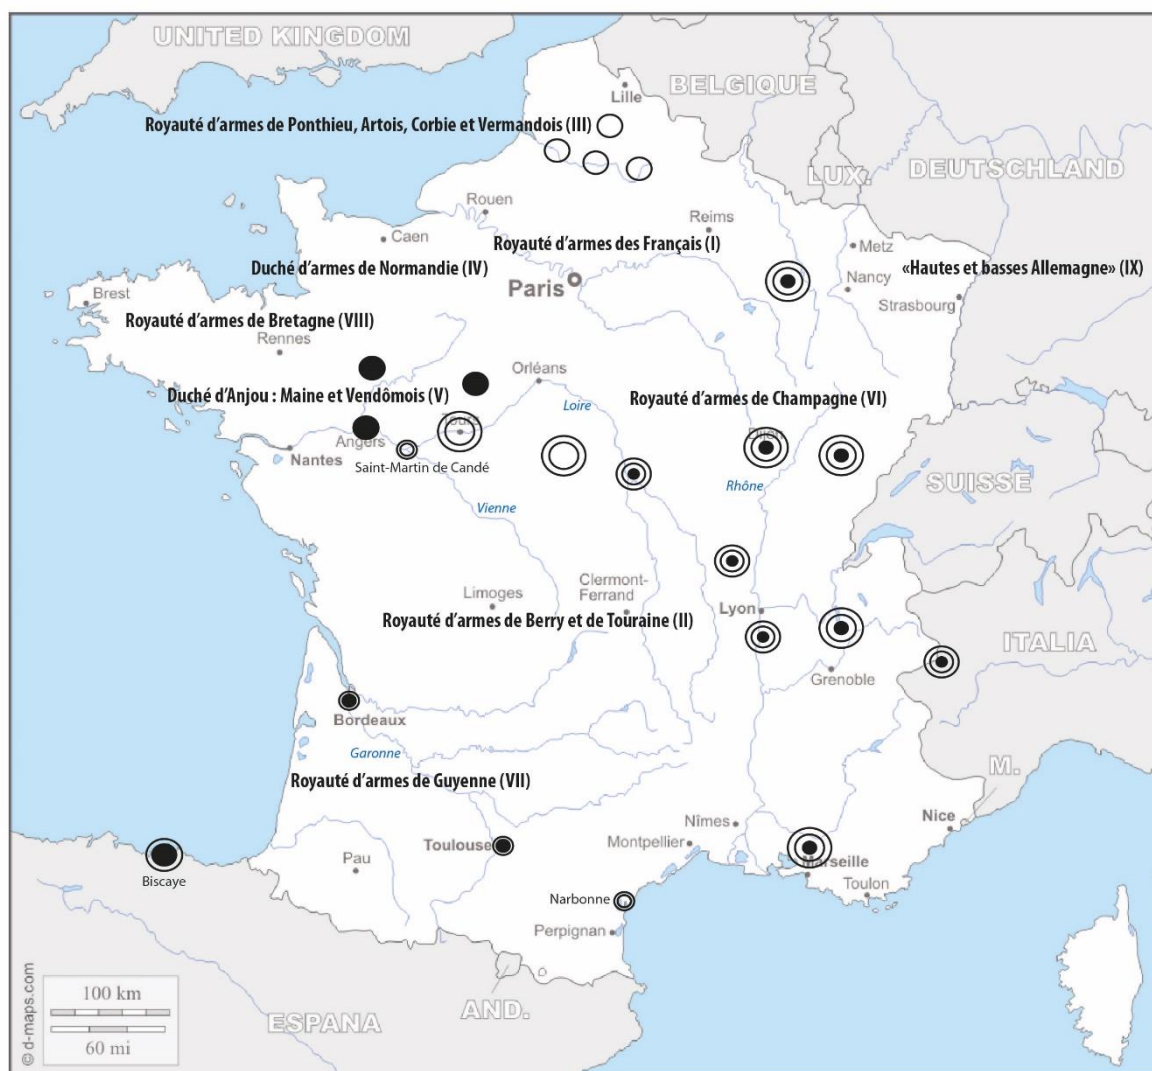 UNITED KINGDOM
BELGIQUE
Lille
Royauté d’armes de Ponthieu, Artois, Corbie et Vermandois (III)
DEUTSCHLAND
LUX.
Rouen
Reims
Caen
Royauté d’armes des Français (I)
Metz
Duché d’armes de Normandie (IV)
«Hautes et basses Allemagne» (IX)
Paris
Nancy
Brest
Strasbourg
Royauté d’armes de Bretagne (VIII)
Rennes
Orléans
Duché d’Anjou : Maine et Vendômois (V)
Loire
Royauté d’armes de Champagne (VI)
Tours
Dijon
Angers
Nantes
Saint-Martin de Candé
SUISSE
Rhône
Vienne
Clermont-
Ferrand
Limoges
Lyon
Royauté d’armes de Berry et de Touraine (II)
ITALIA
Grenoble
Bordeaux
Garonne
M.
Royauté d’armes de Guyenne (VII)
Nîmes
Nice
Toulouse
Montpellier
Pau
Marseille
Biscaye
Toulon
Narbonne
Perpignan
© d-maps.com
100 km
60 mi
ESPANA
AND.